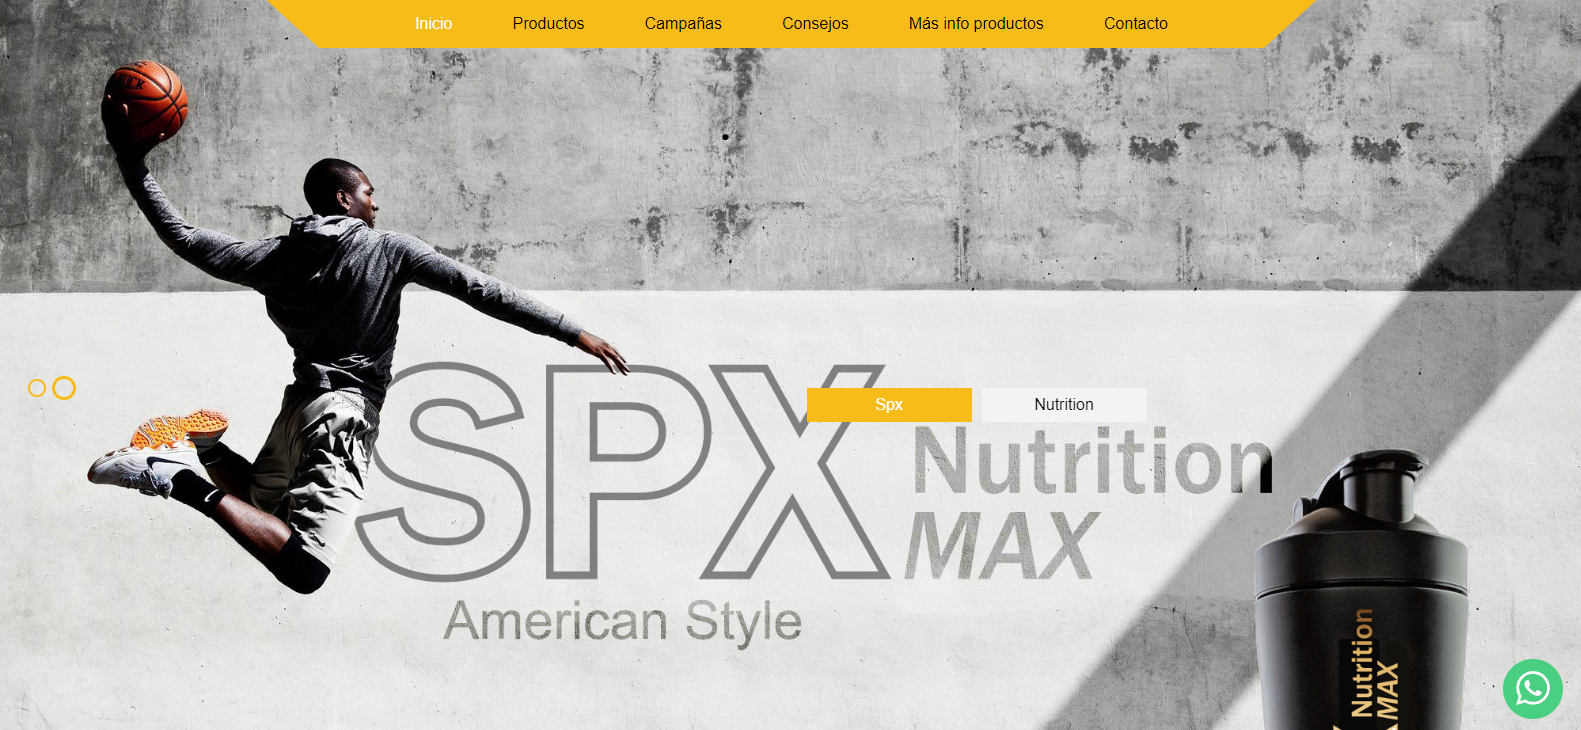 Inicio Productos Campañas Consejos Más info productos Contacto
Spx Nutrition
SPX Nutrition
MAX
American Style
Nutrition
MAX